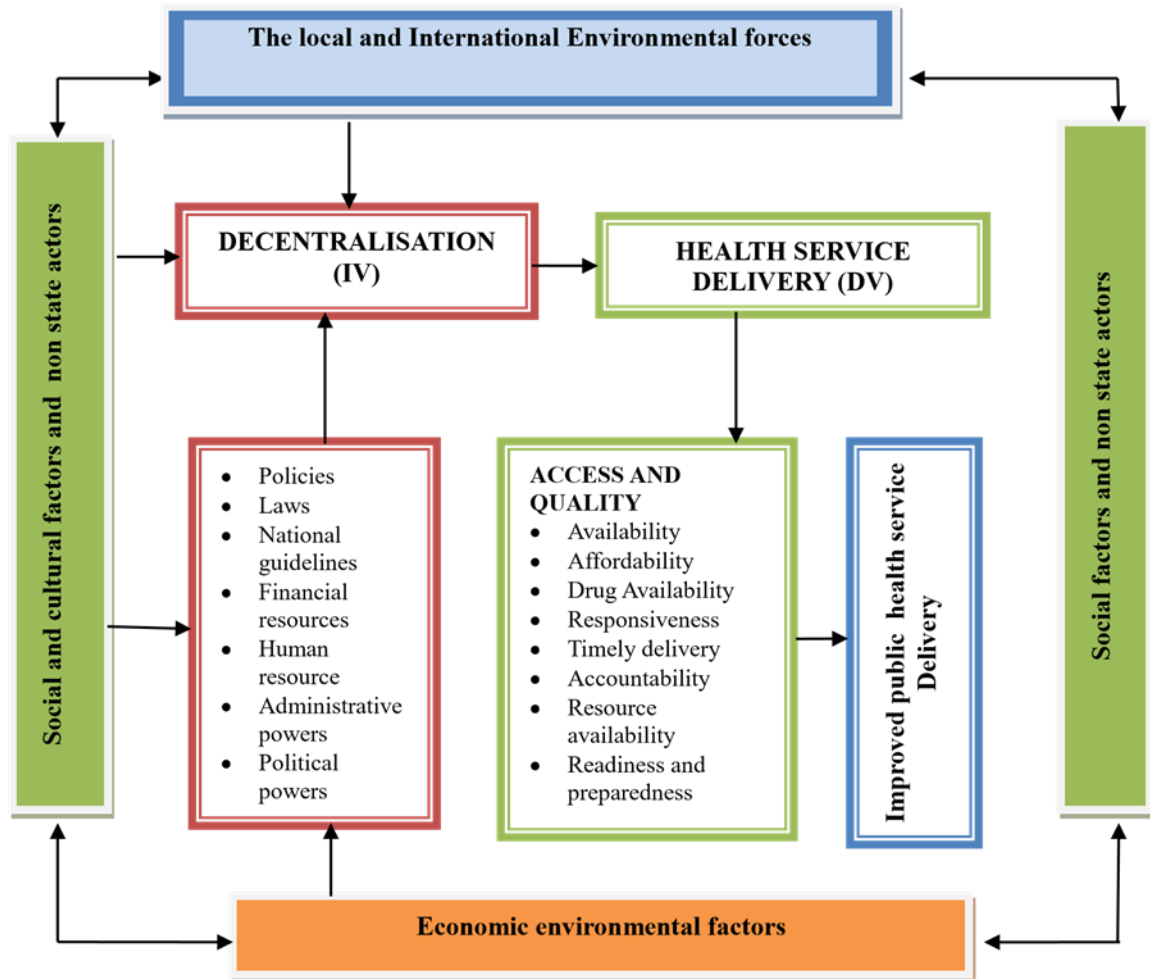 The local and International Environmental forces
Social and cultural factors and non state actors
DECENTRALISATION
(IV)
HEALTH SERVICE
DELIVERY (DV)
Social factors and non state actors
• Policies
• Laws
• National
guidelines
• Financial
resources
• Human
resource
• Administrative
powers
• Political
powers
ACCESS AND
QUALITY
• Availability
• Affordability
• Drug Availability
• Responsiveness
• Timely delivery
• Accountability
• Resource
availability
• Readiness and
preparedness
Improved public health service
Delivery
Economic environmental factors